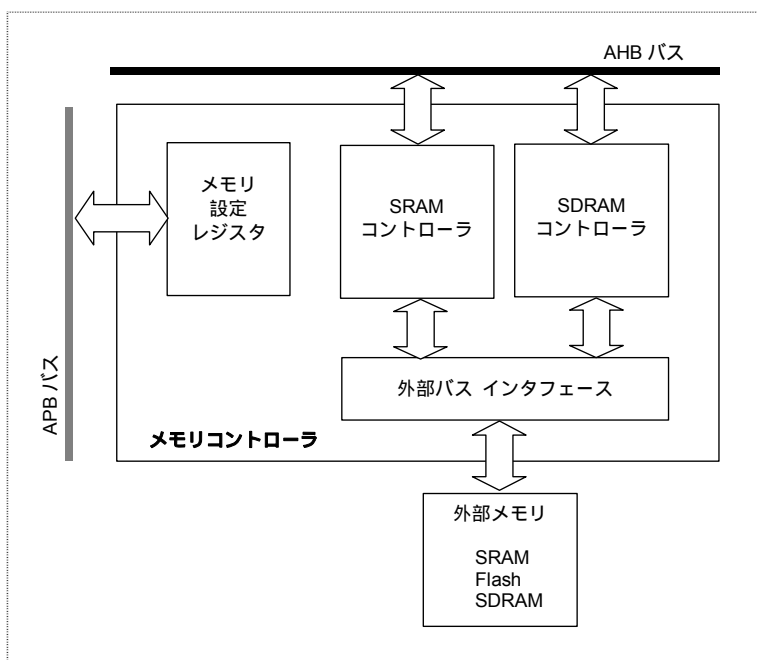 AHB バス
メモリ
設定
レジスタ
SRAM
コントローラ
SDRAM
コントローラ
APB バス
外部バス インタフェース
メモリコントローラ
外部メモリ
SRAM
Flash
SDRAM